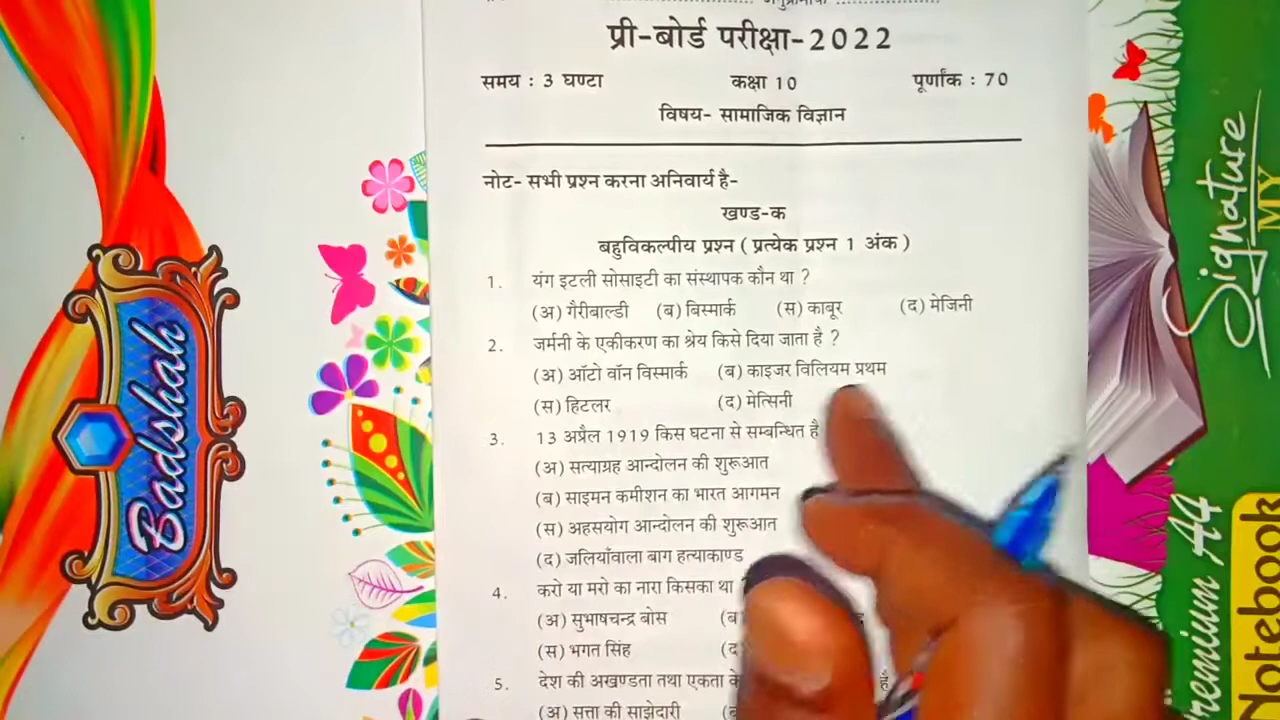 प्री-बोर्ड परीक्षा-2022
समय : 3 घण्टा कक्षा 10 पूर्णांक : 70
विषय- सामाजिक विज्ञान
नोट- सभी प्रश्न करना अनिवार्य है-
खण्ड-क
बहुविकल्पीय प्रश्न ( प्रत्येक प्रश्न 1 अंक )
1. यंग इटली सोसाइटी का संस्थापक कौन था ?
(अ) गैरीबाल्डी (ब) बिस्मार्क (स) काबूर (द) मेजिनी
2. जर्मनी के एकीकरण का श्रेय किसे दिया जाता है ?
(अ) ऑटो वॉन विस्मार्क (ब) काइजर विलियम प्रथम
(स) हिटलर (द) मेत्सिनी
3. 13 अप्रैल 1919 किस घटना से सम्बन्धित है
(अ) सत्याग्रह आन्दोलन की शुरूआत
(ब) साइमन कमीशन का भारत आगमन
(स) अहसयोग आन्दोलन की शुरूआत
(द) जलियाँवाला बाग हत्याकाण्ड
4. करो या मरो का नारा किसका था
(अ) सुभाषचन्द्र बोस (ब
(स) भगत सिंह (द
5. देश की अखण्डता तथा एकता के है
(अ) सत्ता की साझेदारी (ब
Badshah
Signature
MY
remium A4
Notebook